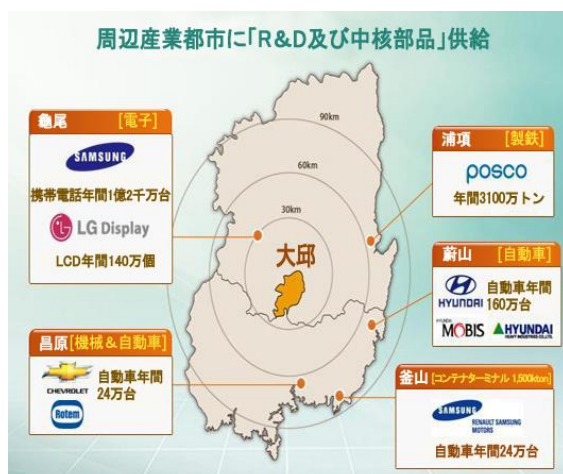 周辺産業都市に「R&D及び中核部品」供給
90km
60km
30km
大邱
亀尾 [電子]
SAMSUNG
携帯電話年間1億2千万台
LG Display
LCD年間140万個
浦項 [製鉄]
posco
年間3100万トン
蔚山 [自動車]
HYUNDAI
自動車年間
160万台
HYUNDAI
MOBIS
HYUNDAI
HEAVY INDUSTRIES CO.,LTD.
昌原[機械&自動車]
CHEVROLET
自動車年間
24万台
Rotem
釜山 [コンテナターミナル 1,500kton]
SAMSUNG
RENAULT SAMSUNG
MOTORS
自動車年間24万台